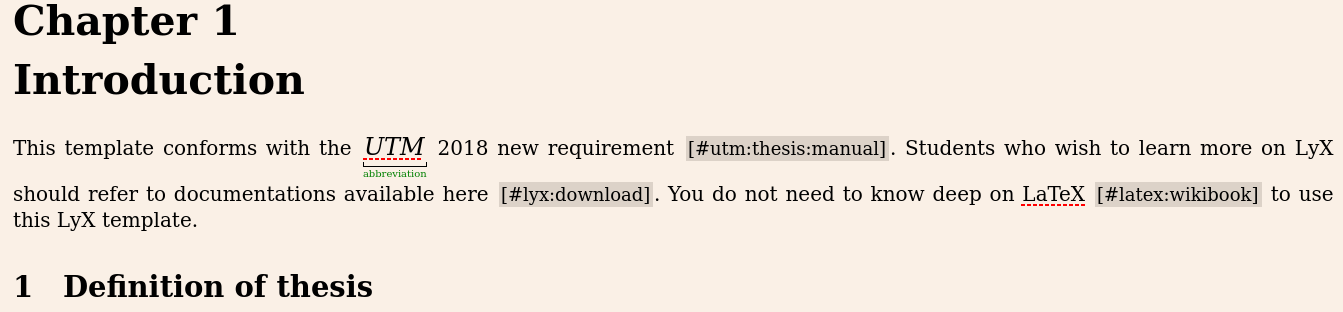 Chapter 1
Introduction
This template conforms with the UTM 2018 new requirement [#utm:thesis:manual]. Students who wish to learn more on LyX
abbreviation
should refer to documentations available here [#lyx:download]. You do not need to know deep on LaTeX [#latex:wikibook] to use
this LyX template.
1 Definition of thesis